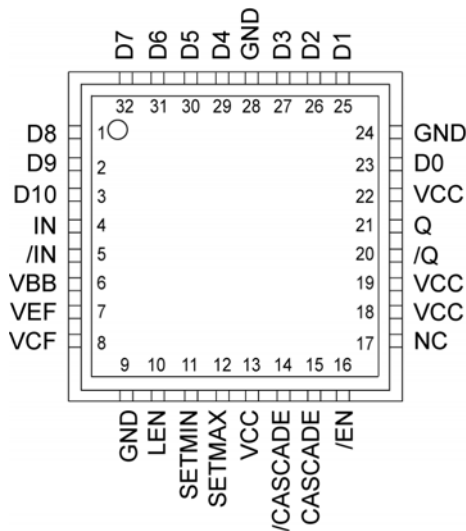 D7 D6 D5 D4 GND D3 D2 D1
32 31 30 29 28 27 26 25
D8 1 24 GND
D9 2 23 D0
D10 3 22 VCC
IN 4 21 Q
/IN 5 20 /Q
VBB 6 19 VCC
VEF 7 18 VCC
VCF 8 17 NC
9 10 11 12 13 14 15 16
GND LEN SETMIN SETMAX VCC /CASCADE CASCADE /EN